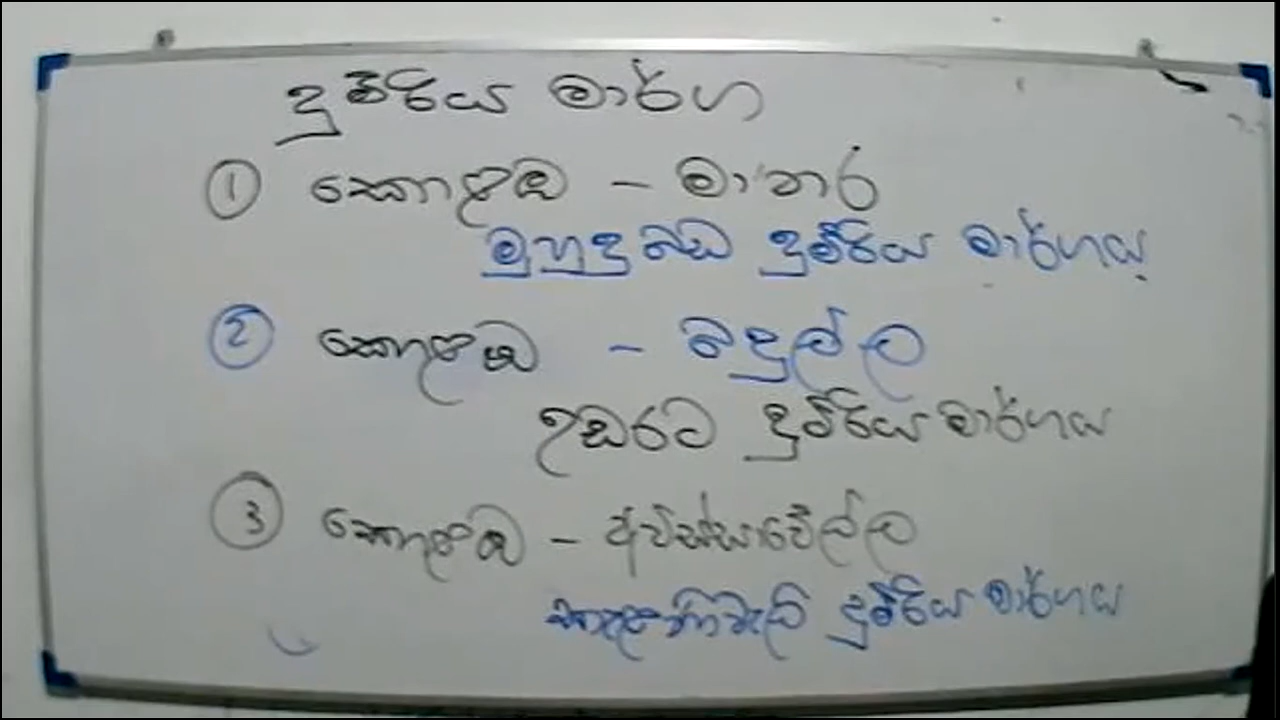 දුම්රිය මාර්ග
① කොළඹ – මාතර
මුහුදුබඩ දුම්රිය මාර්ගය
② කොළඹ – බදුල්ල
උඩරට දුම්රිය මාර්ගය
③ කොළඹ – අවිස්සාවේල්ල
කැළණිවැලි දුම්රිය මාර්ගය